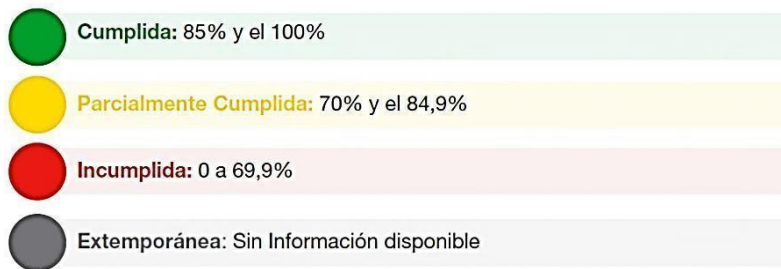 Cumplida: 85% y el 100%
Parcialmente Cumplida: 70% y el 84,9%
Incumplida: 0 a 69,9%
Extemporánea: Sin Información disponible